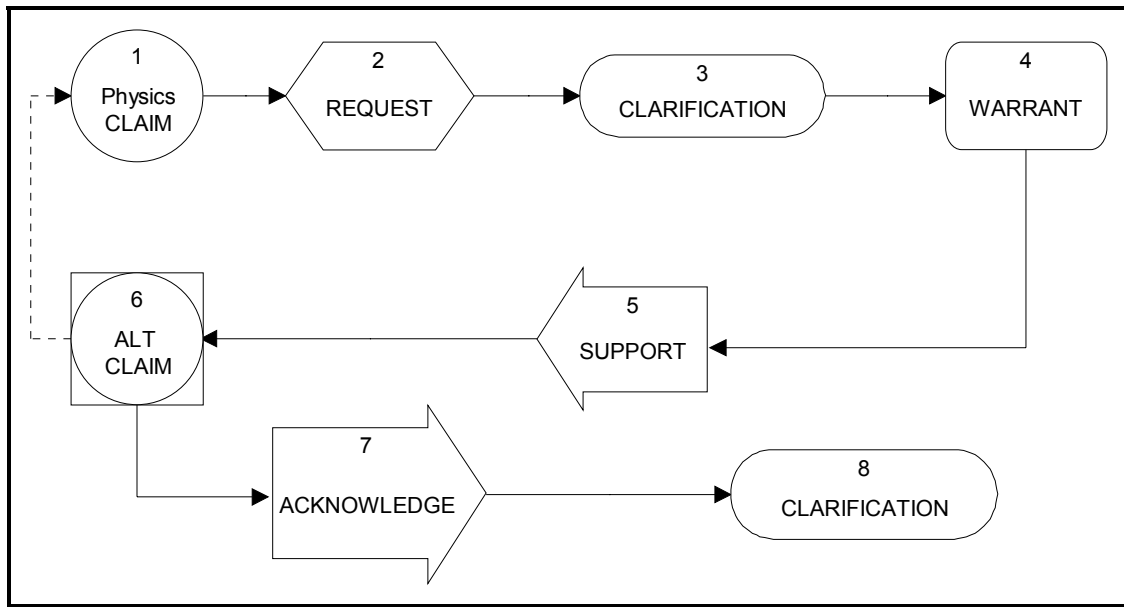 1
Physics
CLAIM
2
REQUEST
3
CLARIFICATION
4
WARRANT
5
SUPPORT
6
ALT
CLAIM
7
ACKNOWLEDGE
8
CLARIFICATION